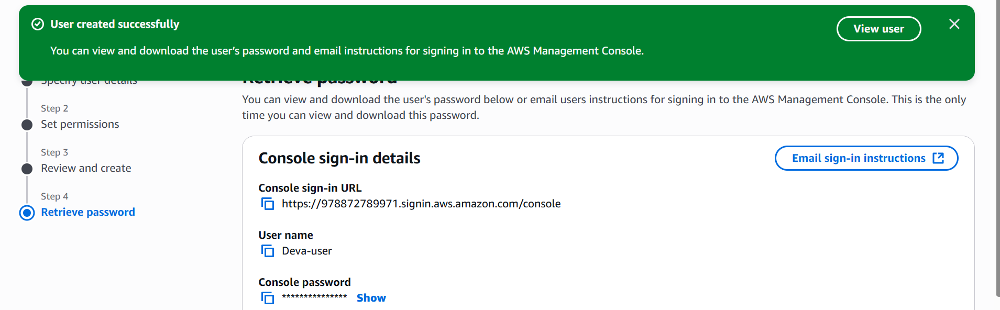 User created successfully
View user
You can view and download the user's password and email instructions for signing in to the AWS Management Console.
Specify user details
Step 2
Set permissions
Step 3
Review and create
Step 4
Retrieve password
Retrieve password
You can view and download the user's password below or email users instructions for signing in to the AWS Management Console. This is the only
time you can view and download this password.
Console sign-in details
Email sign-in instructions
Console sign-in URL
https://978872789971.signin.aws.amazon.com/console
User name
Deva-user
Console password
*************** Show